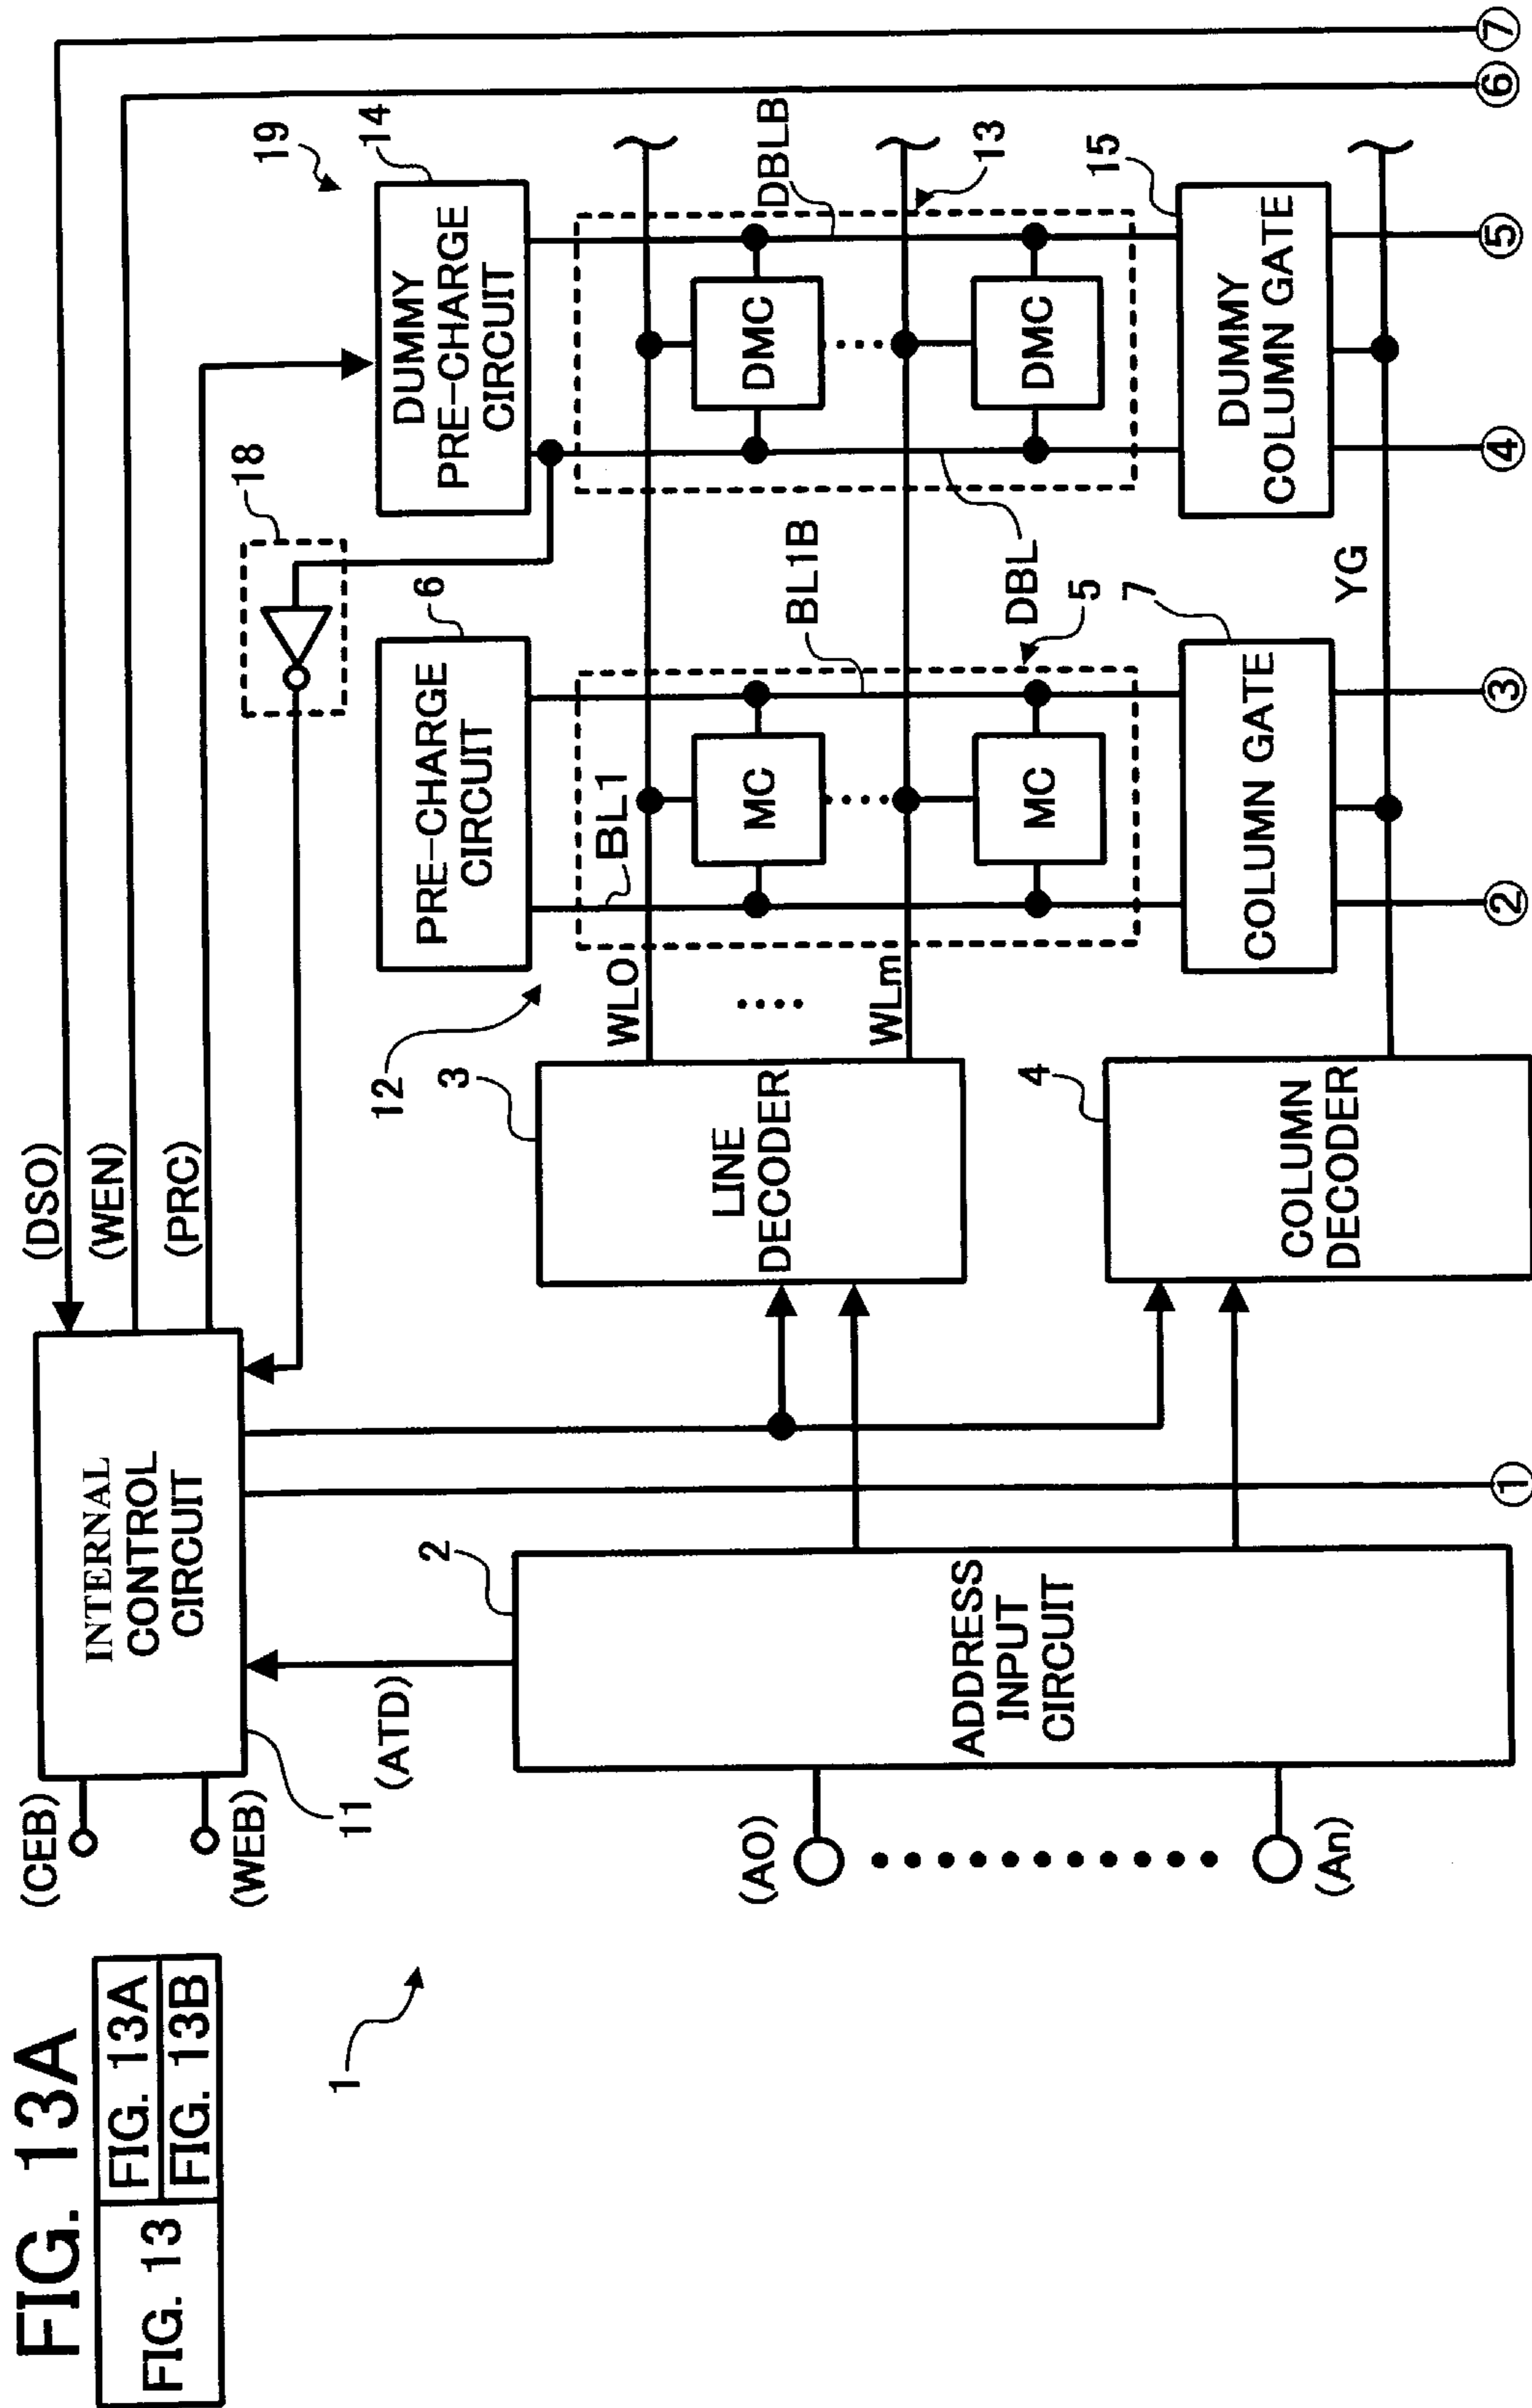 FIG. 13A
FIG. 13
FIG. 13A
FIG. 13B
1
(CEB)
(WEB)
11
INTERNAL
CONTROL
CIRCUIT
(DSO)
(WEN)
(PRC)
(ATD)
2
ADDRESS
INPUT
CIRCUIT
(AO)
(An)
12
3
LINE
DECODER
4
COLUMN
DECODER
WLO
WLm
18
6
PRE-CHARGE
CIRCUIT
BL1
BL1B
MC
MC
5
7
COLUMN GATE
19
14
DUMMY
PRE-CHARGE
CIRCUIT
DBL
DBLB
DMC
DMC
13
15
DUMMY
COLUMN GATE
YG
①
②
③
④
⑤
⑥
⑦